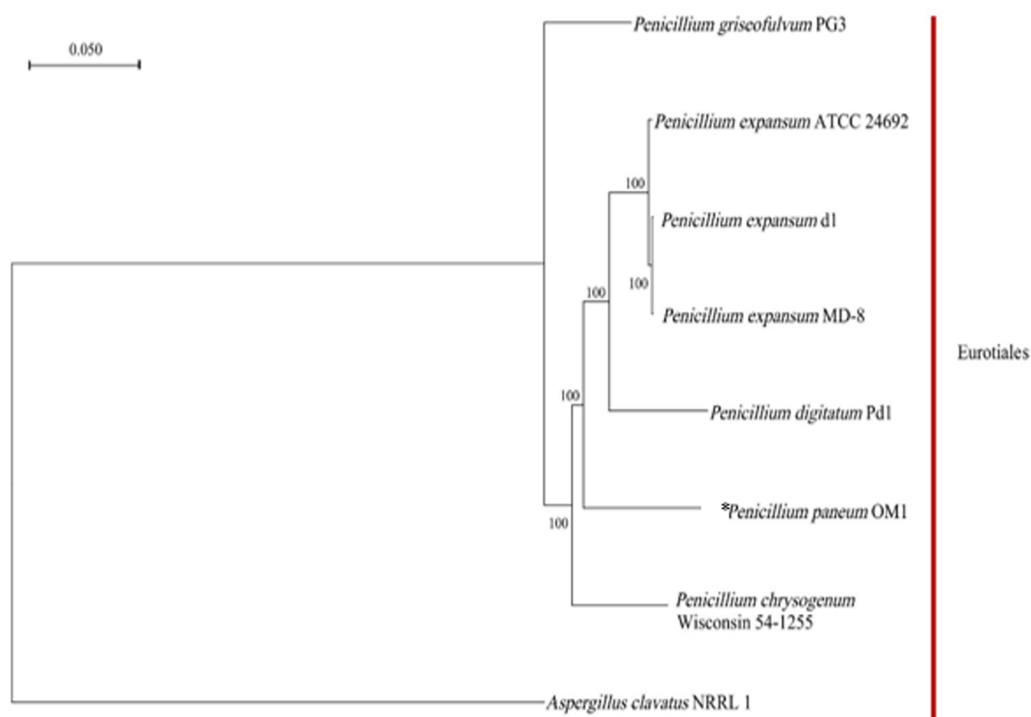 Penicillium griseofulvum PG3
0.050
Penicillium expansum ATCC 24692
100
Penicillium expansum d1
100
100
Penicillium expansum MD-8
Eurotiales
100
Penicillium digitatum Pd1
*Penicillium paneum OM1
100
Penicillium chrysogenum
Wisconsin 54-1255
Aspergillus clavatus NRRL 1